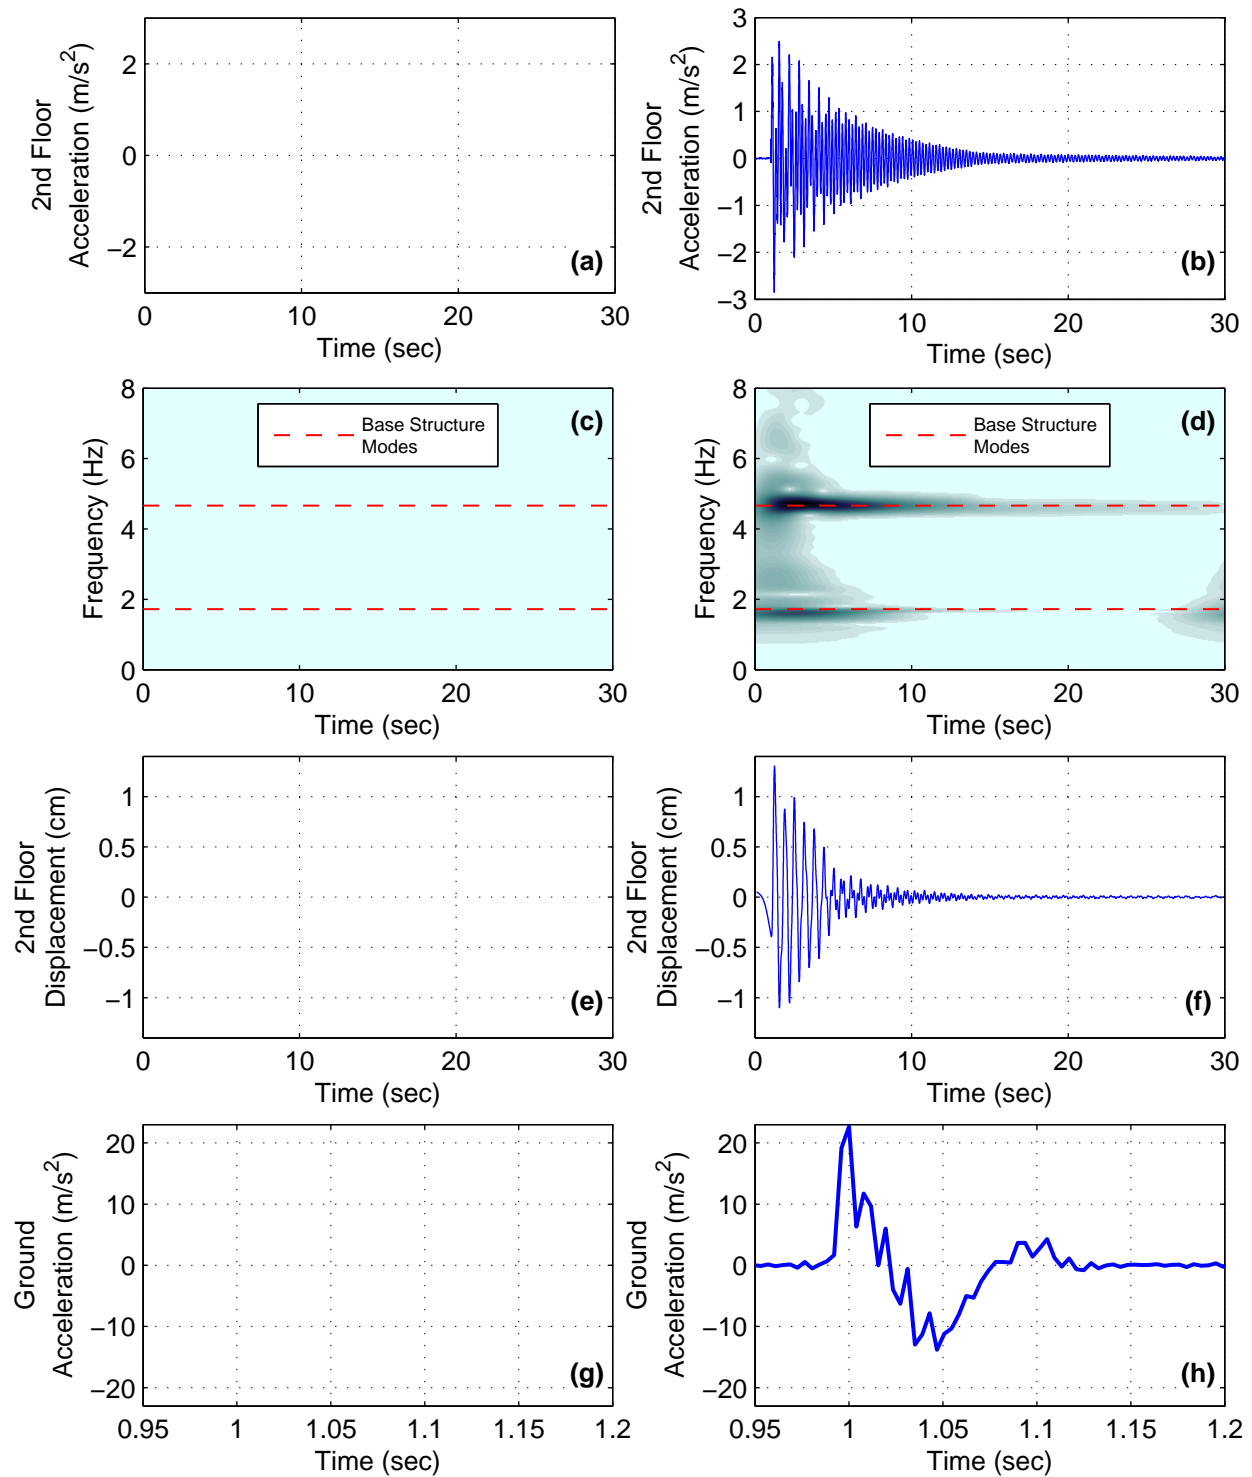 2nd Floor
Acceleration (m/s2)
2
0
−2
(a)
0 10 20 30
Time (sec)
2nd Floor
Acceleration (m/s2)
3
2
1
0
−1
−2
−3
(b)
0 10 20 30
Time (sec)
Frequency (Hz)
8
6
4
2
0
Base Structure
Modes
(c)
0 10 20 30
Time (sec)
Frequency (Hz)
8
6
4
2
0
Base Structure
Modes
(d)
0 10 20 30
Time (sec)
2nd Floor
Displacement (cm)
1
0.5
0
−0.5
−1
(e)
0 10 20 30
Time (sec)
2nd Floor
Displacement (cm)
1
0.5
0
−0.5
−1
(f)
0 10 20 30
Time (sec)
Ground
Acceleration (m/s2)
20
10
0
−10
−20
(g)
0.95 1 1.05 1.1 1.15 1.2
Time (sec)
Ground
Acceleration (m/s2)
20
10
0
−10
−20
(h)
0.95 1 1.05 1.1 1.15 1.2
Time (sec)